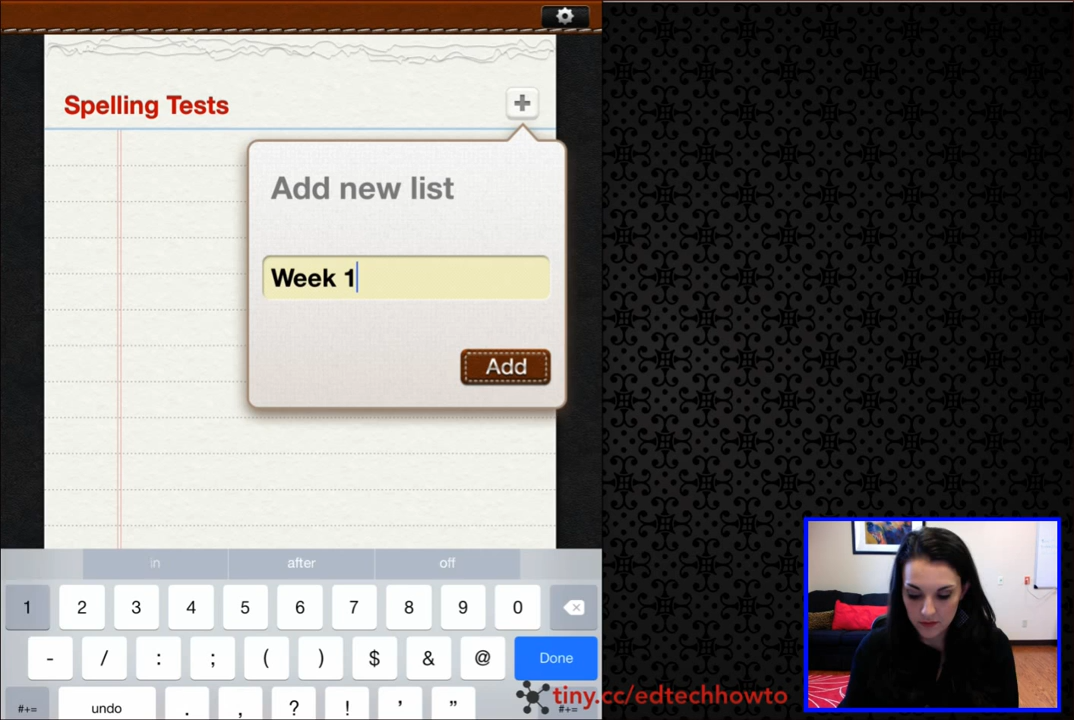 Spelling Tests
Add new list
Week 1
Add
in after off
1 2 3 4 5 6 7 8 9 0
- / : ; ( ) $ & @ Done
#+= undo . , ? ! ’ ” #+=
tiny.cc/edtechhowto